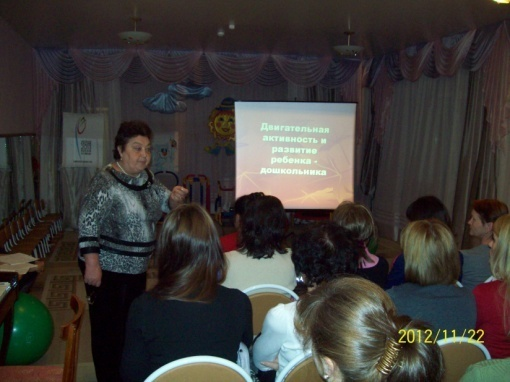 Двигательная
активность и
развитие
ребенка -
дошкольника
2012/11/22